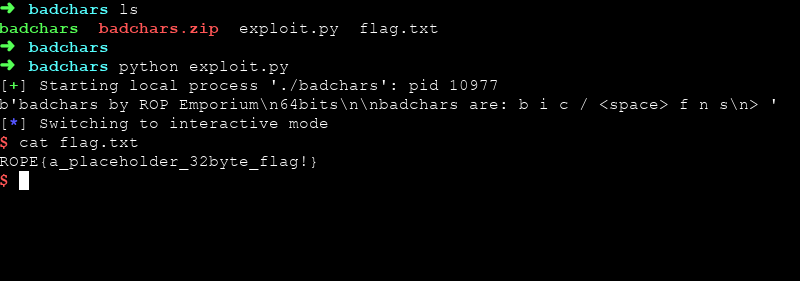 ➜ badchars ls
badchars badchars.zip exploit.py flag.txt
➜ badchars
➜ badchars python exploit.py
[+] Starting local process './badchars': pid 10977
b'badchars by ROP Emporium\n64bits\n\nbadchars are: b i c / <space> f n s\n> '
[*] Switching to interactive mode
$ cat flag.txt
ROPE{a_placeholder_32byte_flag!}
$